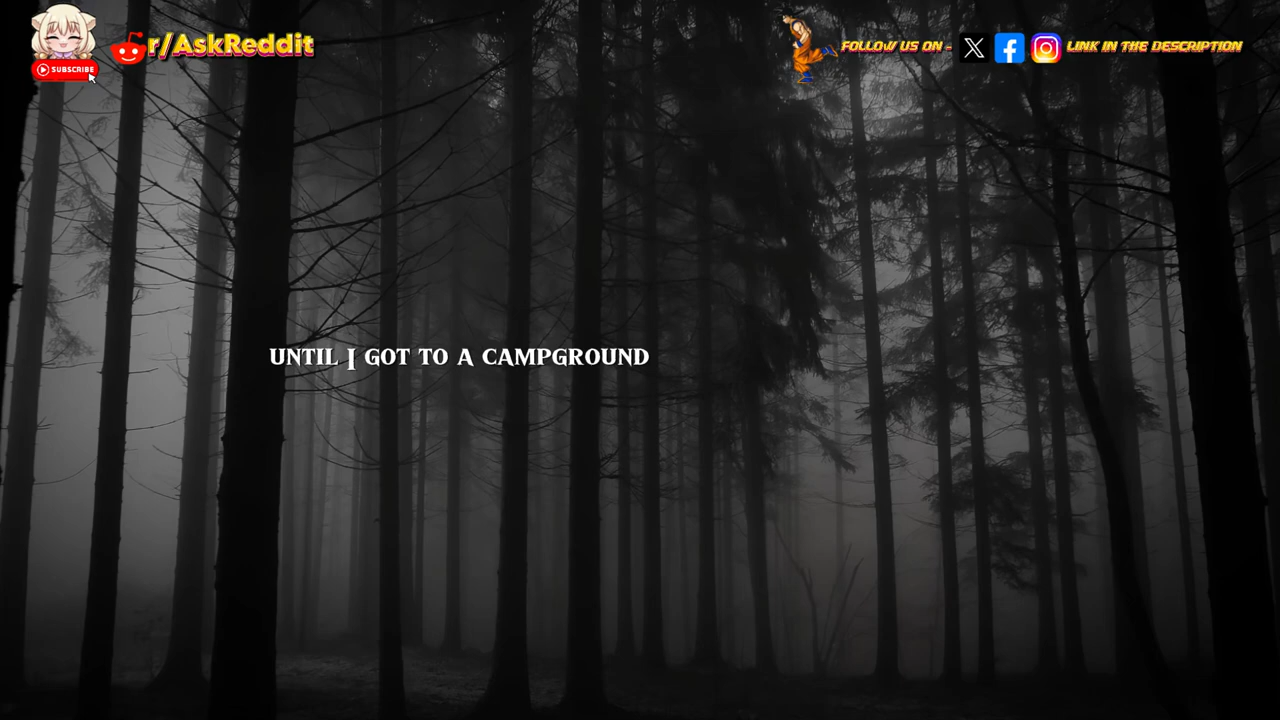 r/AskReddit
SUBSCRIBE
FOLLOW US ON -
LINK IN THE DESCRIPTION
UNTIL I GOT TO A CAMPGROUND